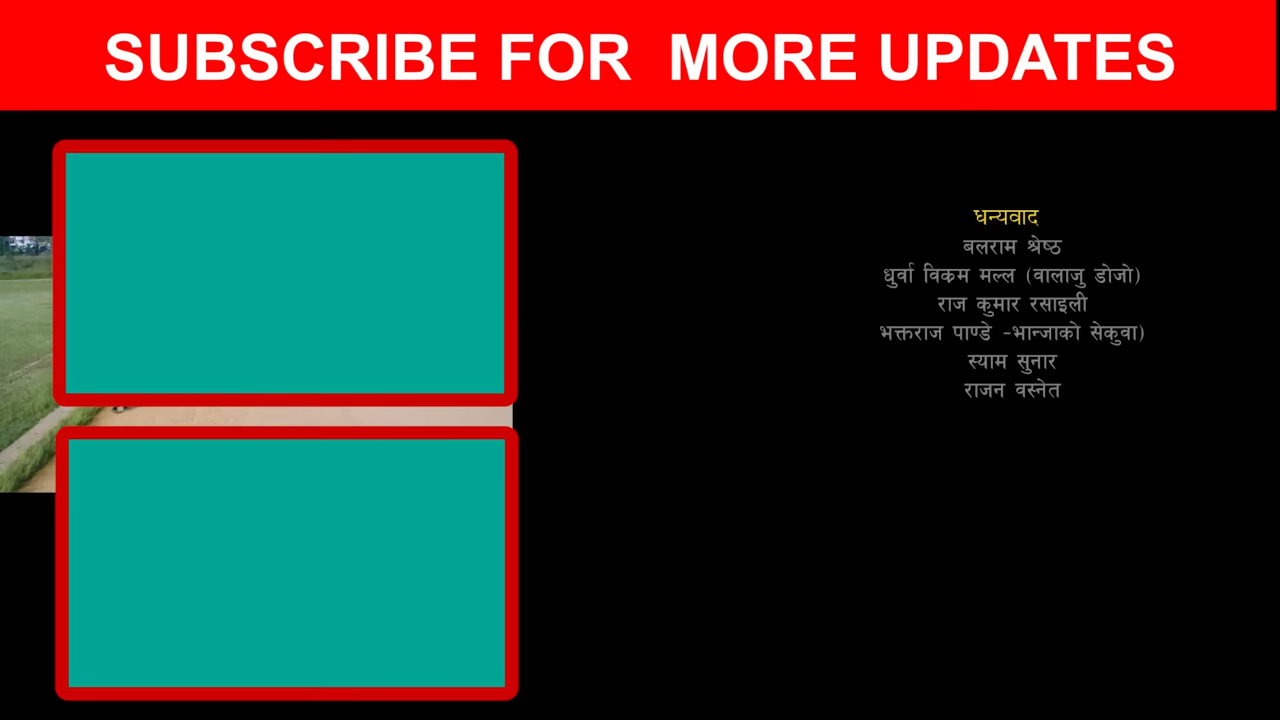 SUBSCRIBE FOR MORE UPDATES
धन्यवाद
बलराम श्रेष्ठ
धुर्वा विक्रम मल्ल (वालाजु डोजो)
राज कुमार रसाइली
भक्तराज पाण्डे -भान्जाको सेकुवा)
स्याम सुनार
राजन वस्नेत